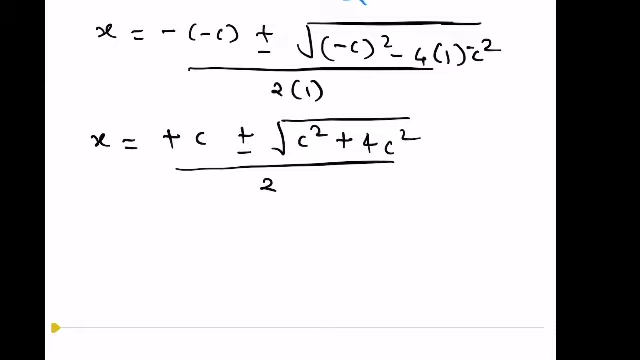 x = -(-c) ± √((-c)² - 4(1)-c²)
2(1)
x = +c ± √(c² + 4c²)
2